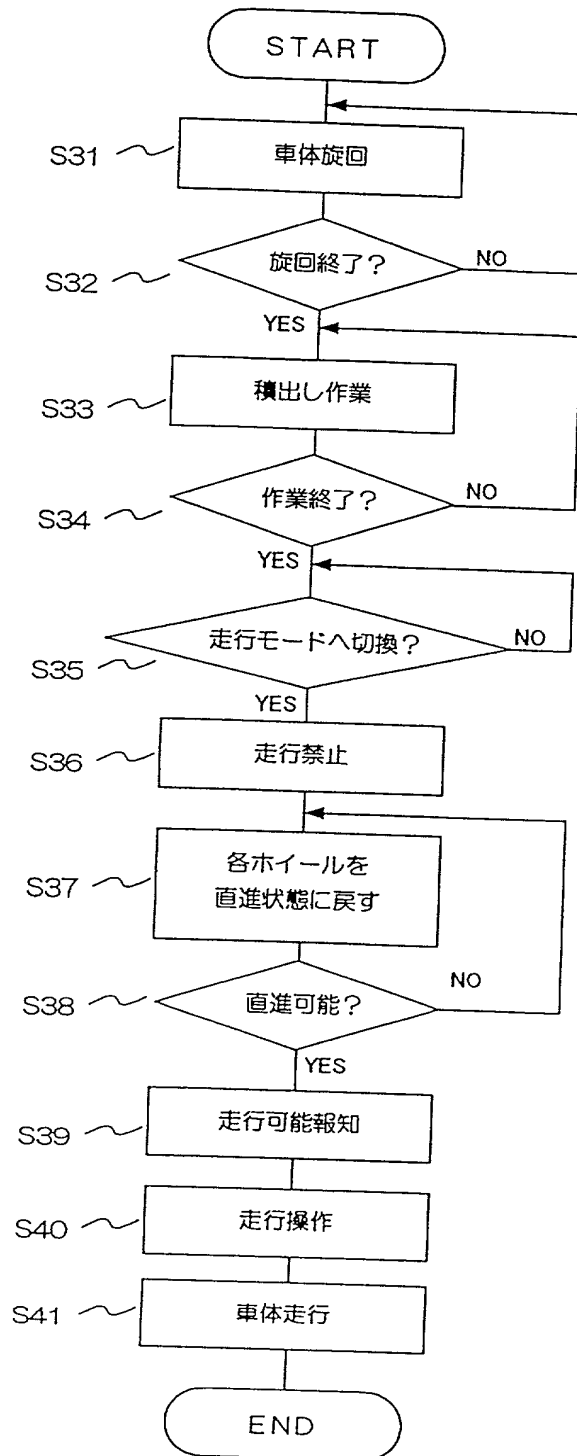 START
S31
車体旋回
S32
旋回終了?
NO
YES
S33
積出し作業
S34
作業終了?
NO
YES
S35
走行モードへ切換?
NO
YES
S36
走行禁止
S37
各ホイールを
直進状態に戻す
S38
直進可能?
NO
YES
S39
走行可能報知
S40
走行操作
S41
車体走行
END